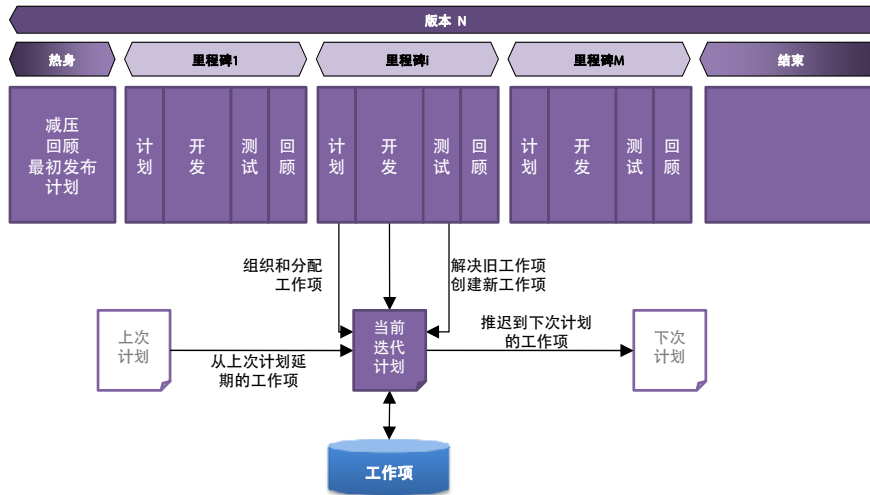 版本 N
热身
里程碑1
里程碑i
里程碑M
结束
减压
回顾
最初发布
计划
计划
开发
测试
回顾
计划
开发
测试
回顾
计划
开发
测试
回顾
组织和分配
工作项
解决旧工作项
创建新工作项
上次
计划
从上次计划延
期的工作项
当前
迭代
计划
推迟到下次计划
的工作项
下次
计划
工作项